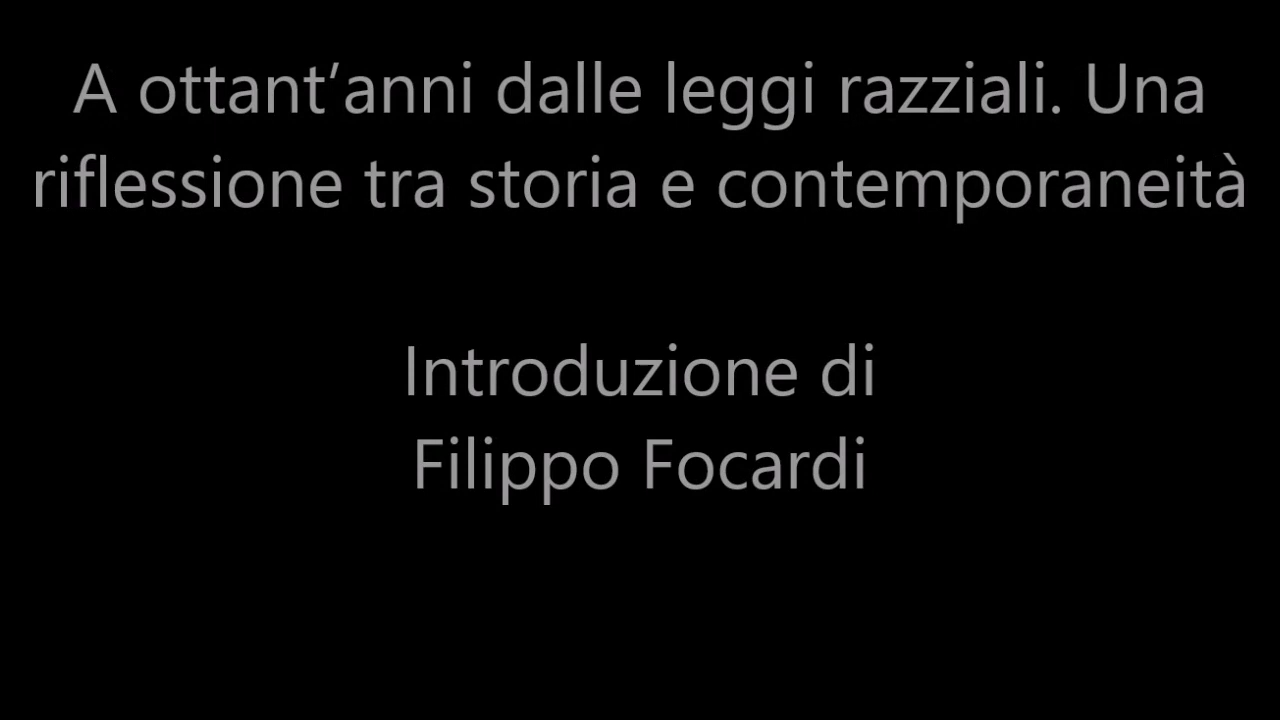 A ottant’anni dalle leggi razziali. Una
riflessione tra storia e contemporaneità
Introduzione di
Filippo Focardi